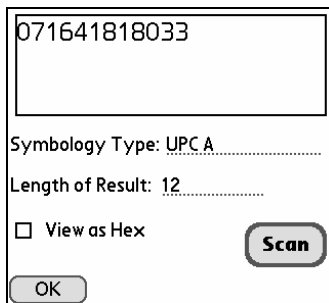 071641818033
Symbology Type: UPC A
Length of Result: 12
View as Hex
Scan
OK